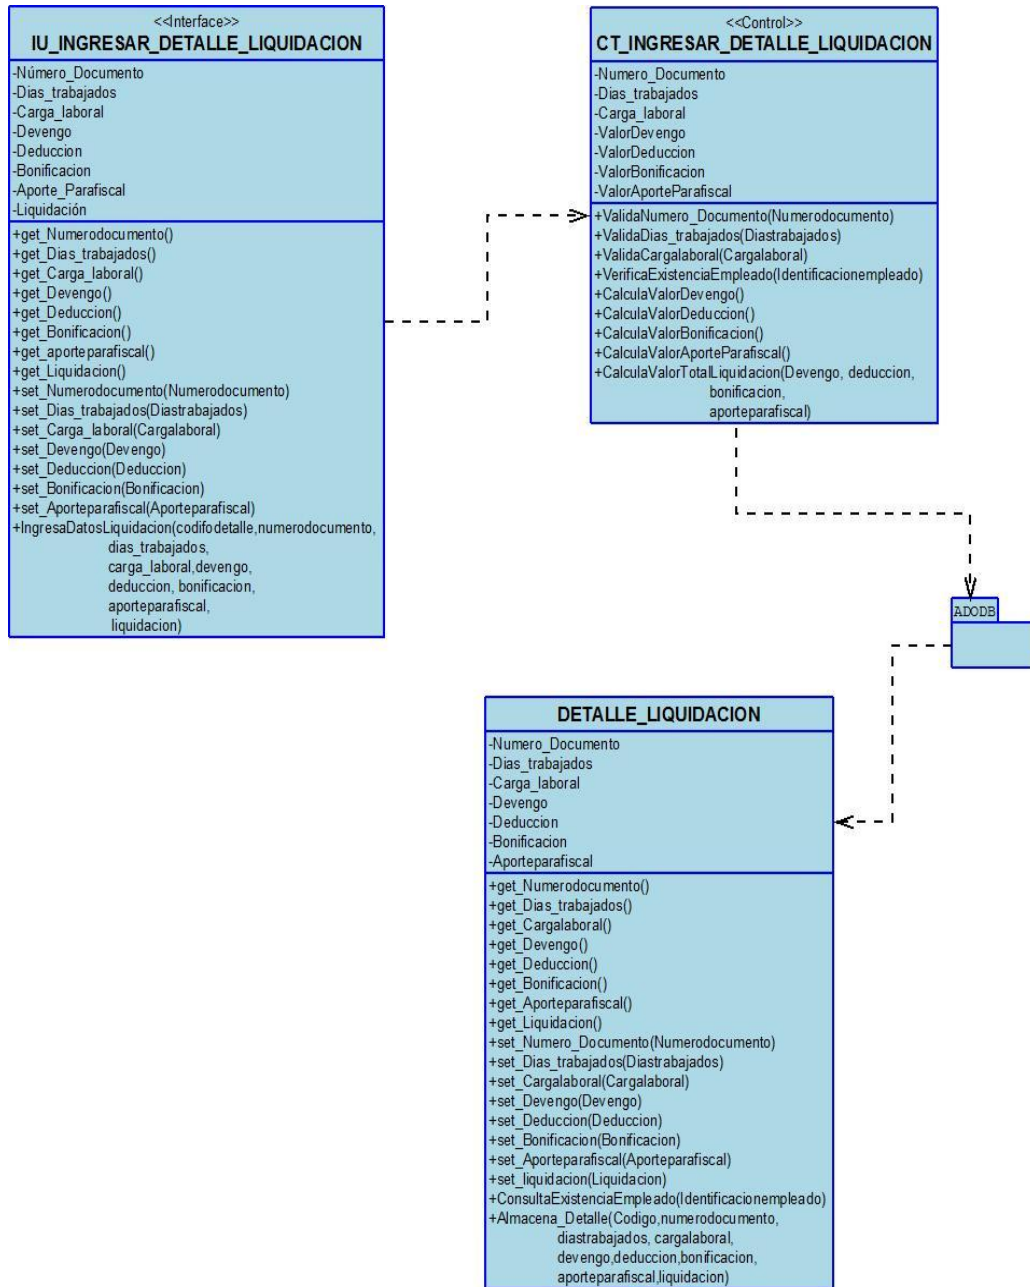 <<Interface>>
IU_INGRESAR_DETALLE_LIQUIDACION
-Número_Documento
-Dias_trabajados
-Carga_laboral
-Devengo
-Deduccion
-Bonificacion
-Aporte_Parafiscal
-Liquidación
+get_Numerodocumento()
+get_Dias_trabajados()
+get_Carga_laboral()
+get_Devengo()
+get_Deduccion()
+get_Bonificacion()
+get_aporteparafiscal()
+get_Liquidacion()
+set_Numerodocumento(Numerodocumento)
+set_Dias_trabajados(Diastrabajados)
+set_Carga_laboral(Cargalaboral)
+set_Devengo(Devengo)
+set_Deduccion(Deduccion)
+set_Bonificacion(Bonificacion)
+set_Aporteparafiscal(Aporteparafiscal)
+IngresaDatosLiquidacion(codifodetalle,numerodocumento,
dias_trabajados,
carga_laboral,devengo,
deduccion, bonificacion,
aporteparafiscal,
liquidacion)
<<Control>>
CT_INGRESAR_DETALLE_LIQUIDACION
-Numero_Documento
-Dias_trabajados
-Carga_laboral
-ValorDevengo
-ValorDeduccion
-ValorBonificacion
-ValorAporteParafiscal
+ValidaNumero_Documento(Numerodocumento)
+ValidaDias_trabajados(Diastrabajados)
+ValidaCargalaboral(Cargalaboral)
+VerificaExistenciaEmpleado(Identificacionempleado)
+CalculaValorDevengo()
+CalculaValorDeduccion()
+CalculaValorBonificacion()
+CalculaValorAporteParafiscal()
+CalculaValorTotalLiquidacion(Devengo, deduccion,
bonificacion,
aporteparafiscal)
ADODB
DETALLE_LIQUIDACION
-Numero_Documento
-Dias_trabajados
-Carga_laboral
-Devengo
-Deduccion
-Bonificacion
-Aporteparafiscal
+get_Numerodocumento()
+get_Dias_trabajados()
+get_Cargalaboral()
+get_Devengo()
+get_Deduccion()
+get_Bonificacion()
+get_Aporteparafiscal()
+get_Liquidacion()
+set_Numero_Documento(Numerodocumento)
+set_Dias_trabajados(Diastrabajados)
+set_Cargalaboral(Cargalaboral)
+set_Devengo(Devengo)
+set_Deduccion(Deduccion)
+set_Bonificacion(Bonificacion)
+set_Aporteparafiscal(Aporteparafiscal)
+set_liquidacion(Liquidacion)
+ConsultaExistenciaEmpleado(Identificacionempleado)
+Almacena_Detalle(Codigo,numerodocumento,
diastrabajados, cargalaboral,
devengo,deduccion,bonificacion,
aporteparafiscal,liquidacion)